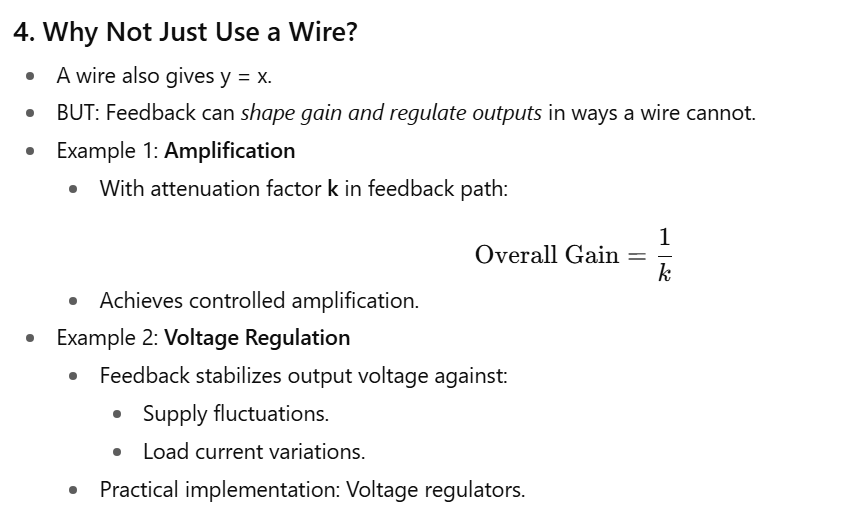 4. Why Not Just Use a Wire?
• A wire also gives y = x.
• BUT: Feedback can shape gain and regulate outputs in ways a wire cannot.
• Example 1: Amplification
• With attenuation factor k in feedback path:
Overall Gain = 1/k
• Achieves controlled amplification.
• Example 2: Voltage Regulation
• Feedback stabilizes output voltage against:
• Supply fluctuations.
• Load current variations.
• Practical implementation: Voltage regulators.